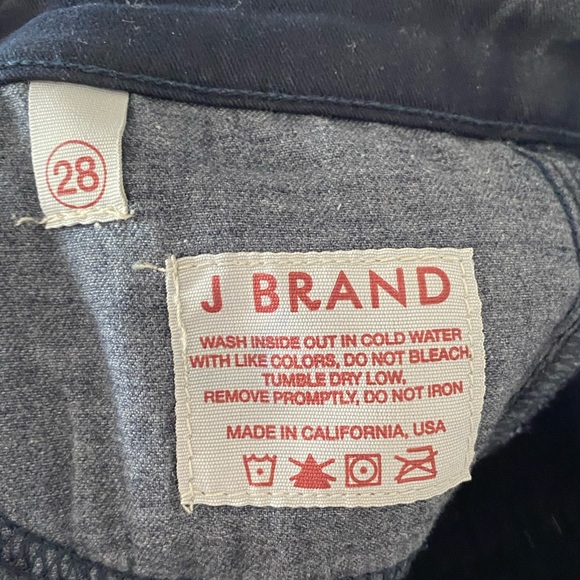 28
J BRAND
WASH INSIDE OUT IN COLD WATER
WITH LIKE COLORS, DO NOT BLEACH,
TUMBLE DRY LOW,
REMOVE PROMPTLY, DO NOT IRON
MADE IN CALIFORNIA, USA